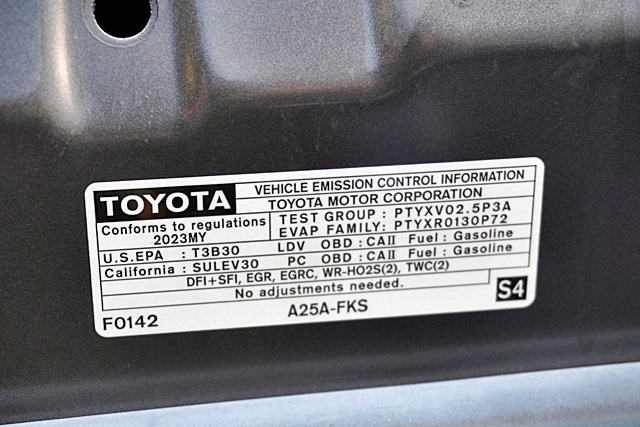 TOYOTA VEHICLE EMISSION CONTROL INFORMATION
TOYOTA MOTOR CORPORATION
Conforms to regulations
2023MY
TEST GROUP : PTYXV02.5P3A
EVAP FAMILY: PTYXR0130P72
U.S.EPA : T3B30 LDV OBD : CAII Fuel : Gasoline
California : SULEV30 PC OBD : CAII Fuel : Gasoline
DFI+SFI, EGR, EGRC, WR-HO2S(2), TWC(2)
No adjustments needed.
F0142 A25A-FKS S4